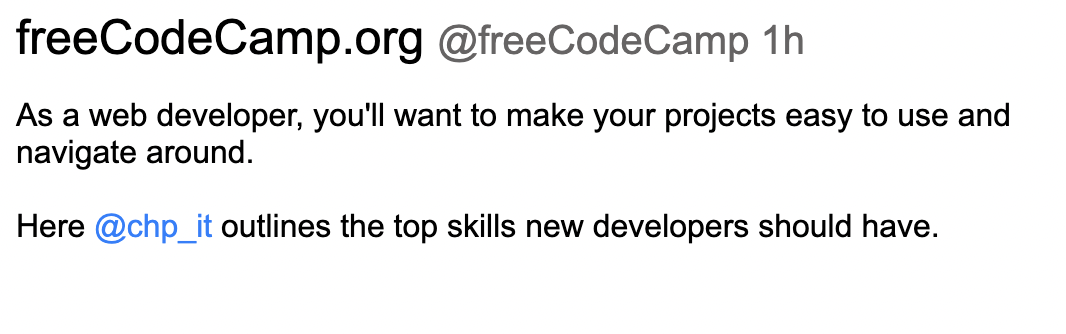 freeCodeCamp.org @freeCodeCamp 1h
As a web developer, you'll want to make your projects easy to use and
navigate around.
Here @chp_it outlines the top skills new developers should have.